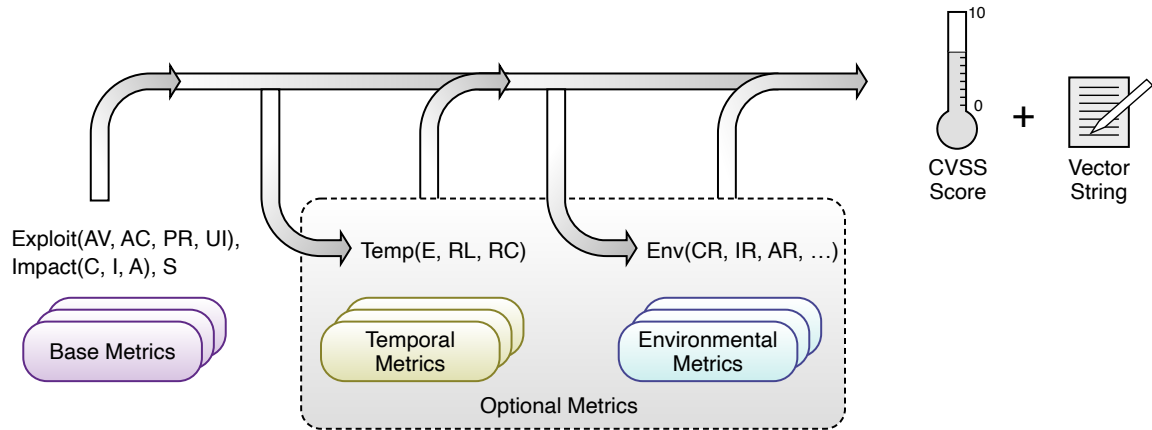 10
0
+
CVSS
Score
Vector
String
Exploit(AV, AC, PR, UI),
Impact(C, I, A), S
Temp(E, RL, RC)
Env(CR, IR, AR, …)
Base Metrics
Temporal
Metrics
Environmental
Metrics
Optional Metrics